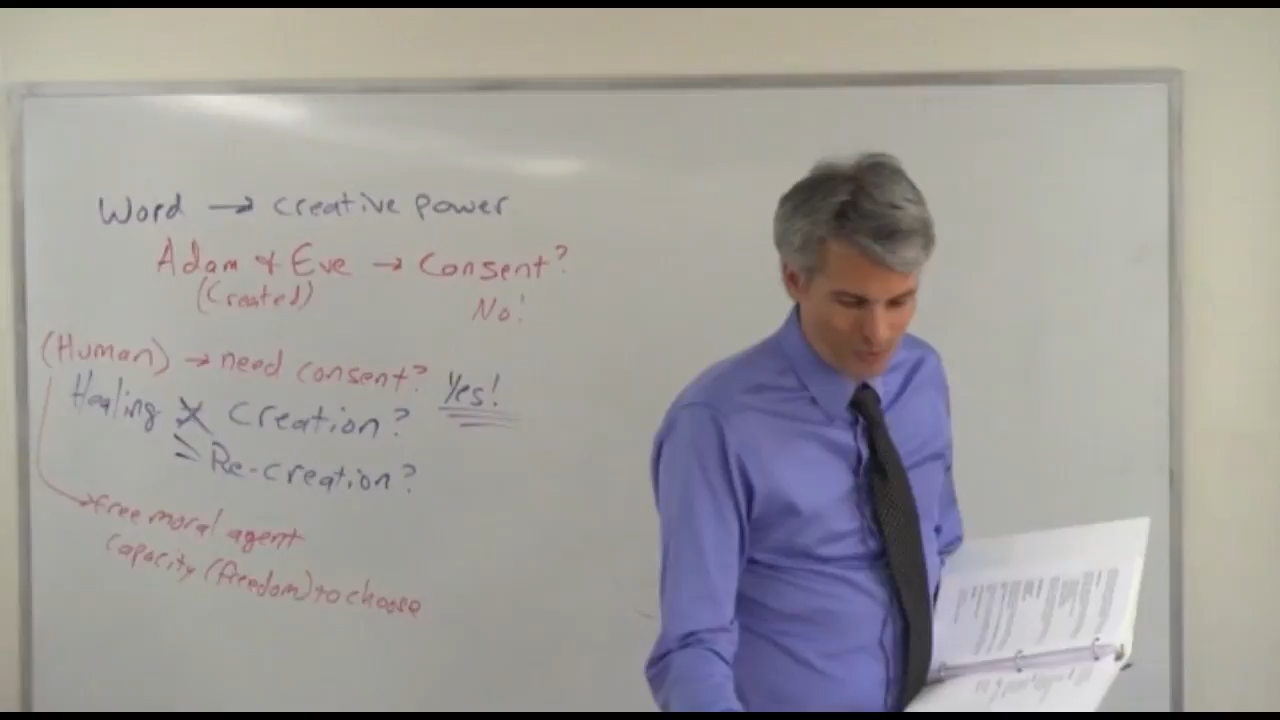 Word → creative power
Adam & Eve → Consent?
(Created) No!
(Human) → need consent? Yes!
Healing X Creation?
= Re-creation?
→ free moral agent
capacity (freedom) to choose